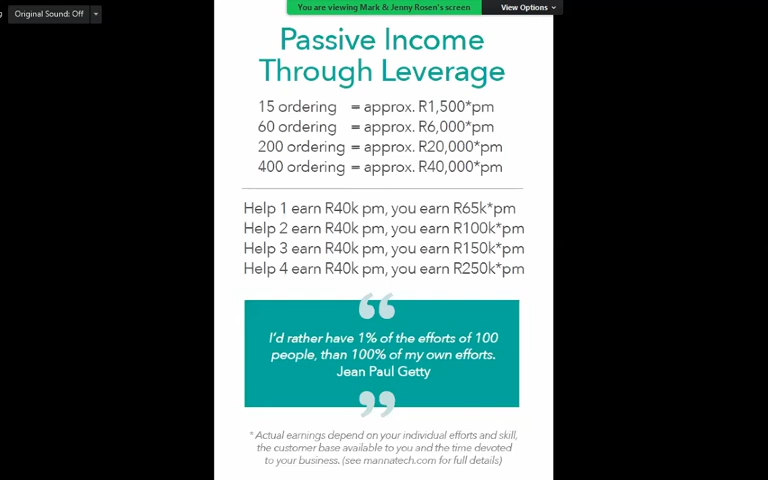 Original Sound: Off
You are viewing Mark & Jenny Rosen's screen
View Options
Passive Income
Through Leverage
15 ordering = approx. R1,500*pm
60 ordering = approx. R6,000*pm
200 ordering = approx. R20,000*pm
400 ordering = approx. R40,000*pm
Help 1 earn R40k pm, you earn R65k*pm
Help 2 earn R40k pm, you earn R100k*pm
Help 3 earn R40k pm, you earn R150k*pm
Help 4 earn R40k pm, you earn R250k*pm
“
I'd rather have 1% of the efforts of 100
people, than 100% of my own efforts.
Jean Paul Getty
”
* Actual earnings depend on your individual efforts and skill,
the customer base available to you and the time devoted
to your business. (see mannatech.com for full details)